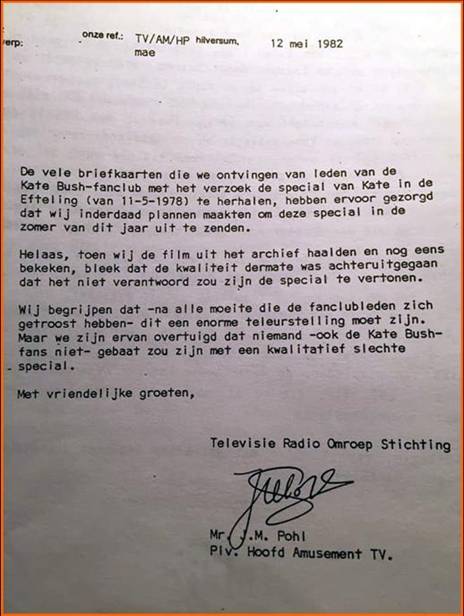 werp:
onze ref.: TV/AM/HP hilversum, 12 mei 1982
mae
De vele briefkaarten die we ontvingen van leden van de
Kate Bush-fanclub met het verzoek de special van Kate in de
Efteling (van 11-5-1978) te herhalen, hebben ervoor gezorgd
dat wij inderdaad plannen maakten om deze special in de
zomer van dit jaar uit te zenden.
Helaas, toen wij de film uit het archief haalden en nog eens
bekeken, bleek dat de kwaliteit dermate was achteruitgegaan
dat het niet verantwoord zou zijn de special te vertonen.
Wij begrijpen dat -na alle moeite die de fanclubleden zich
getroost hebben- dit een enorme teleurstelling moet zijn.
Maar we zijn ervan overtuigd dat niemand -ook de Kate Bush-
fans niet- gebaat zou zijn met een kwalitatief slechte
special.
Met vriendelijke groeten,
Televisie Radio Omroep Stichting
Mr. J.M. Pohl
Plv. Hoofd Amusement TV.